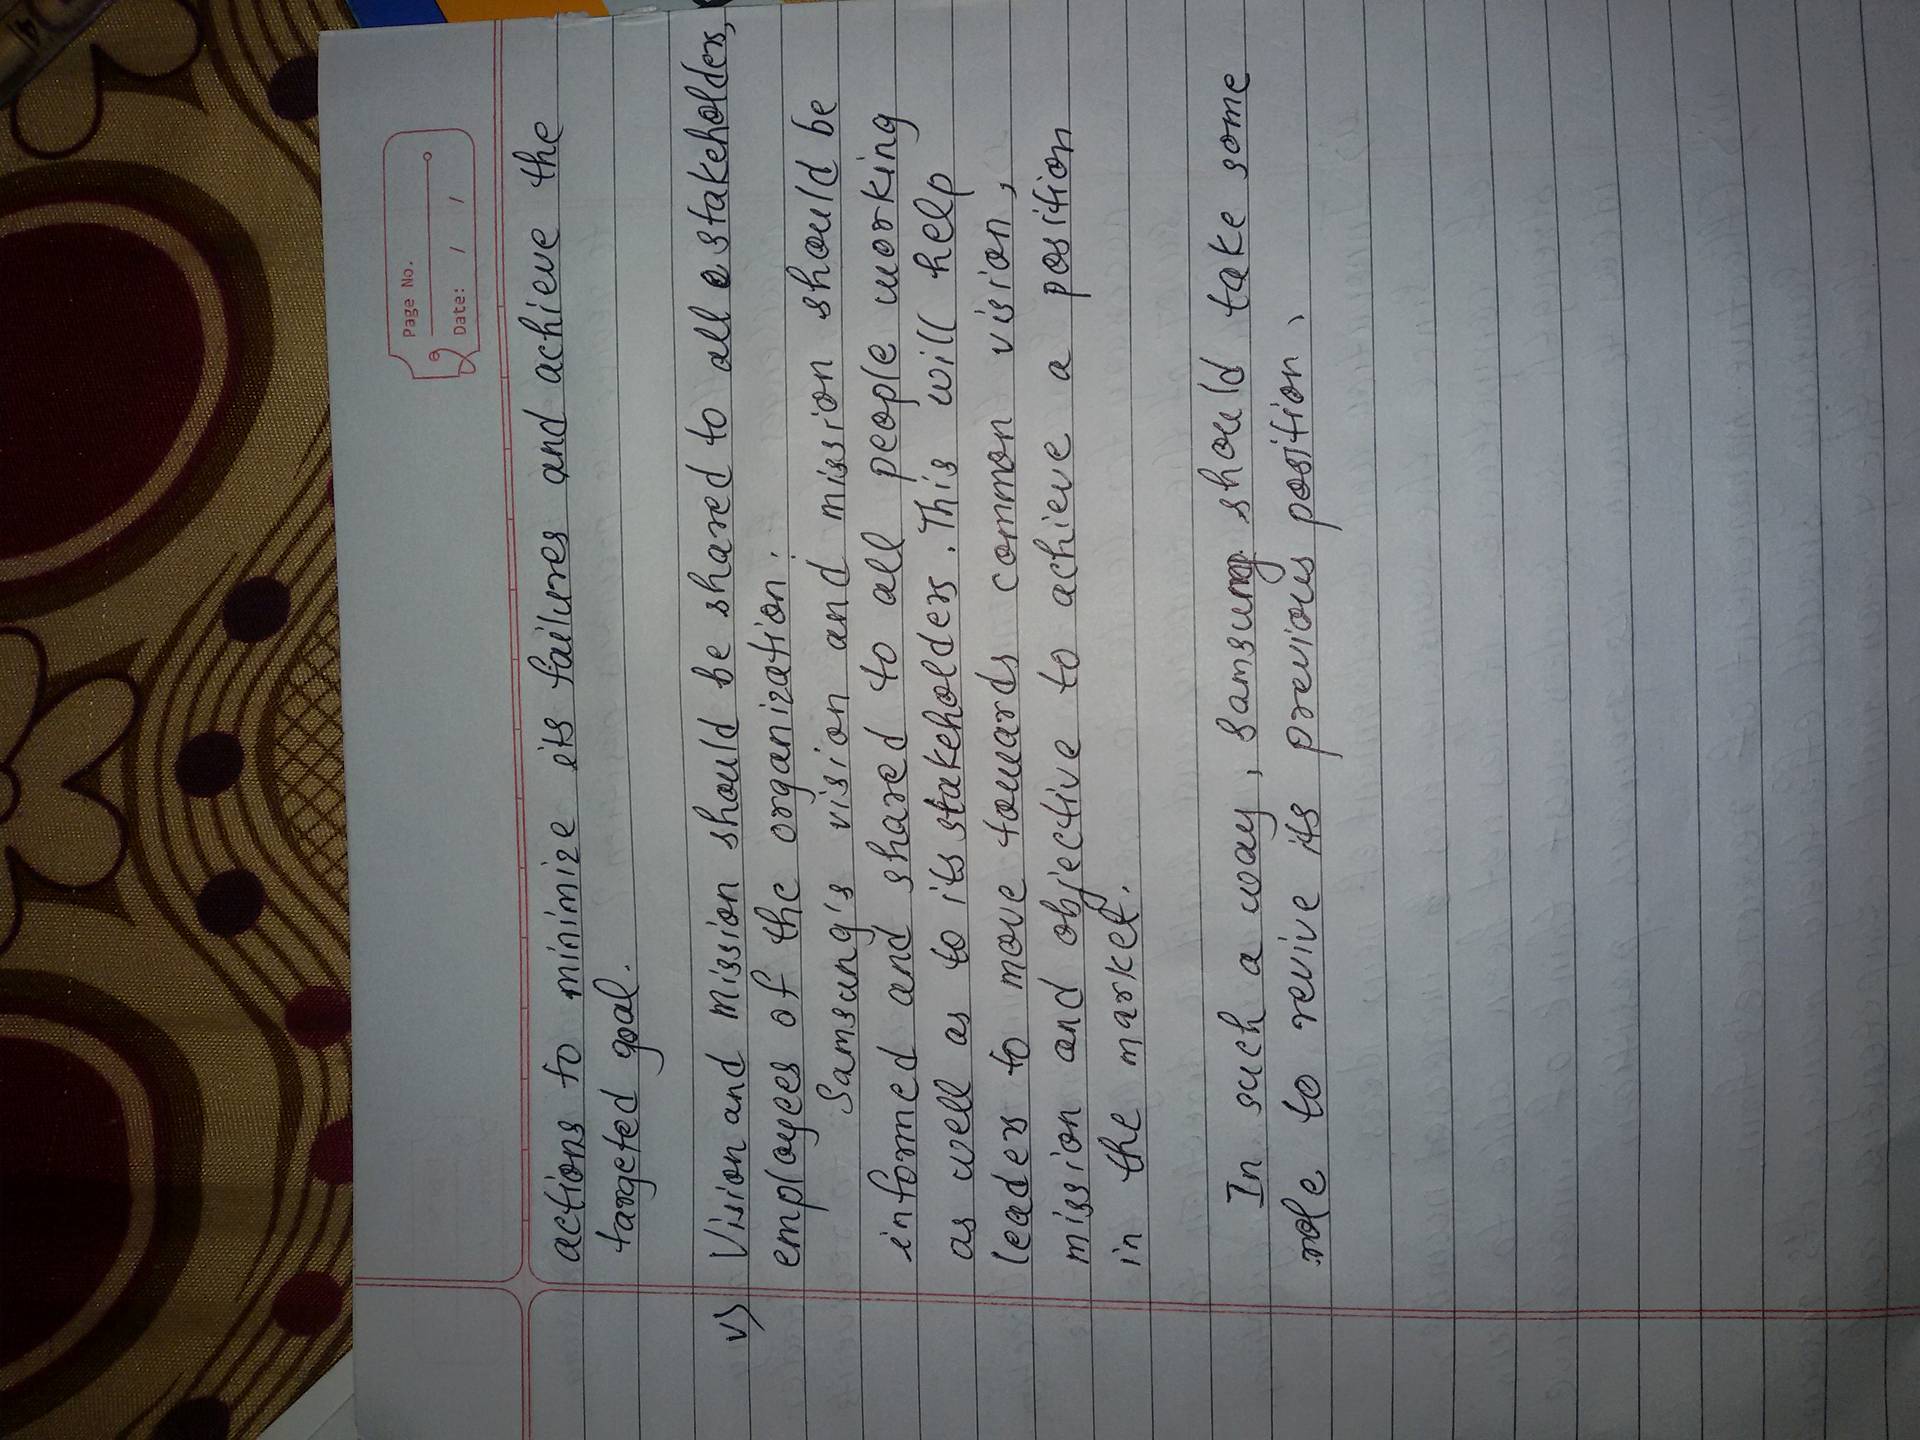 Page No.
Date: / /
actions to minimize its failures and achieve the
targeted goal.
v) Vision and Mission should be shared to all stakeholders,
employees of the organization:
Samsung's vision and mission should be
informed and shared to all people working
as well as to its stakeholders. This will help
leaders to move towards common vision,
mission and objective to achieve a position
in the market.
In such a way, Samsung should take some
role to revive its previous position.